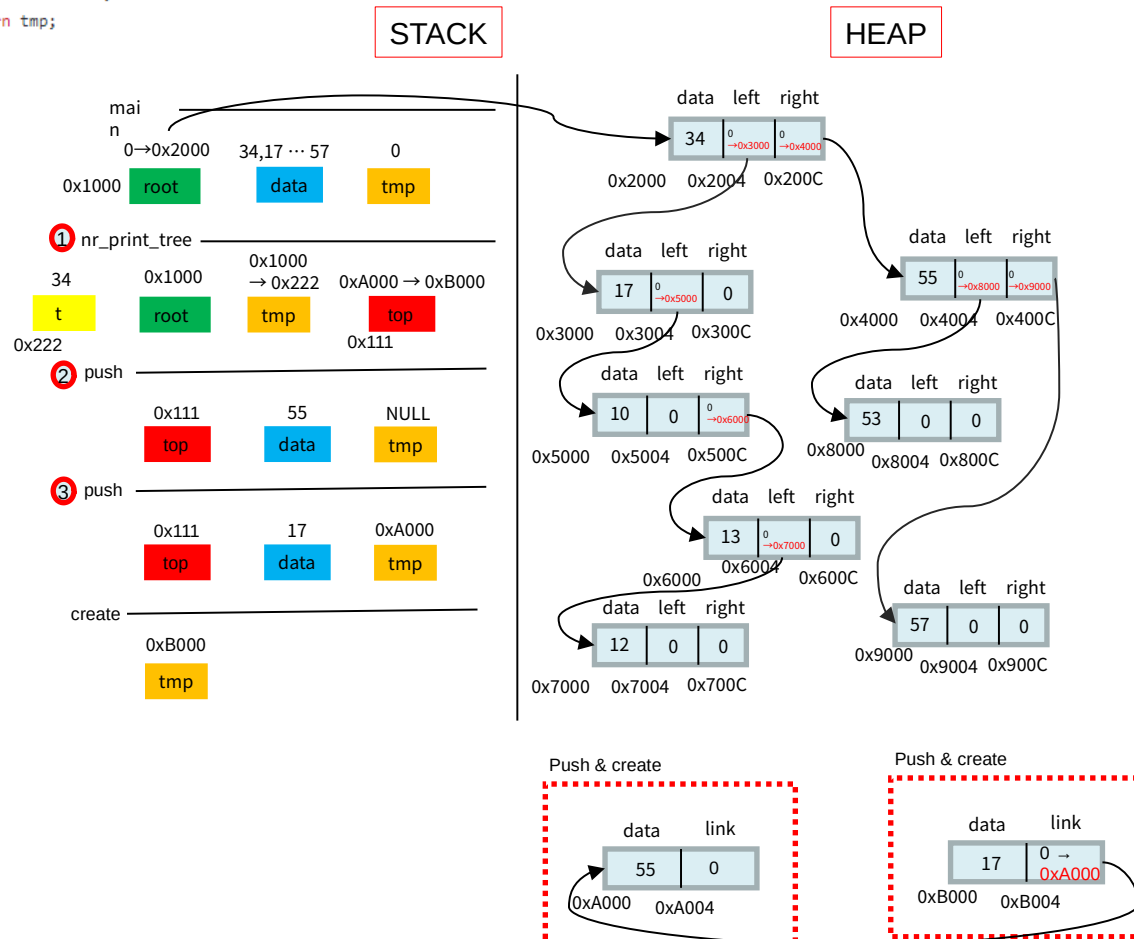 n tmp;
STACK
HEAP
mai
n
0→0x2000 34,17 ··· 57 0
0x1000 root data tmp
1 nr_print_tree
34 0x1000 0x1000 → 0x222 0xA000 → 0xB000
t root tmp top
0x222 0x111
2 push
0x111 55 NULL
top data tmp
3 push
0x111 17 0xA000
top data tmp
create
0xB000
tmp
data left right
34 0 →0x3000 0 →0x4000
0x2000 0x2004 0x200C
data left right
17 0 →0x5000 0
0x3000 0x3004 0x300C
data left right
55 0 →0x8000 0 →0x9000
0x4000 0x4004 0x400C
data left right
10 0 0 →0x6000
0x5000 0x5004 0x500C
data left right
53 0 0
0x8000 0x8004 0x800C
data left right
13 0 →0x7000 0
0x6000 0x6004 0x600C
data left right
12 0 0
0x7000 0x7004 0x700C
data left right
57 0 0
0x9000 0x9004 0x900C
Push & create
data link
55 0
0xA000 0xA004
Push & create
data link
17 0 → 0xA000
0xB000 0xB004